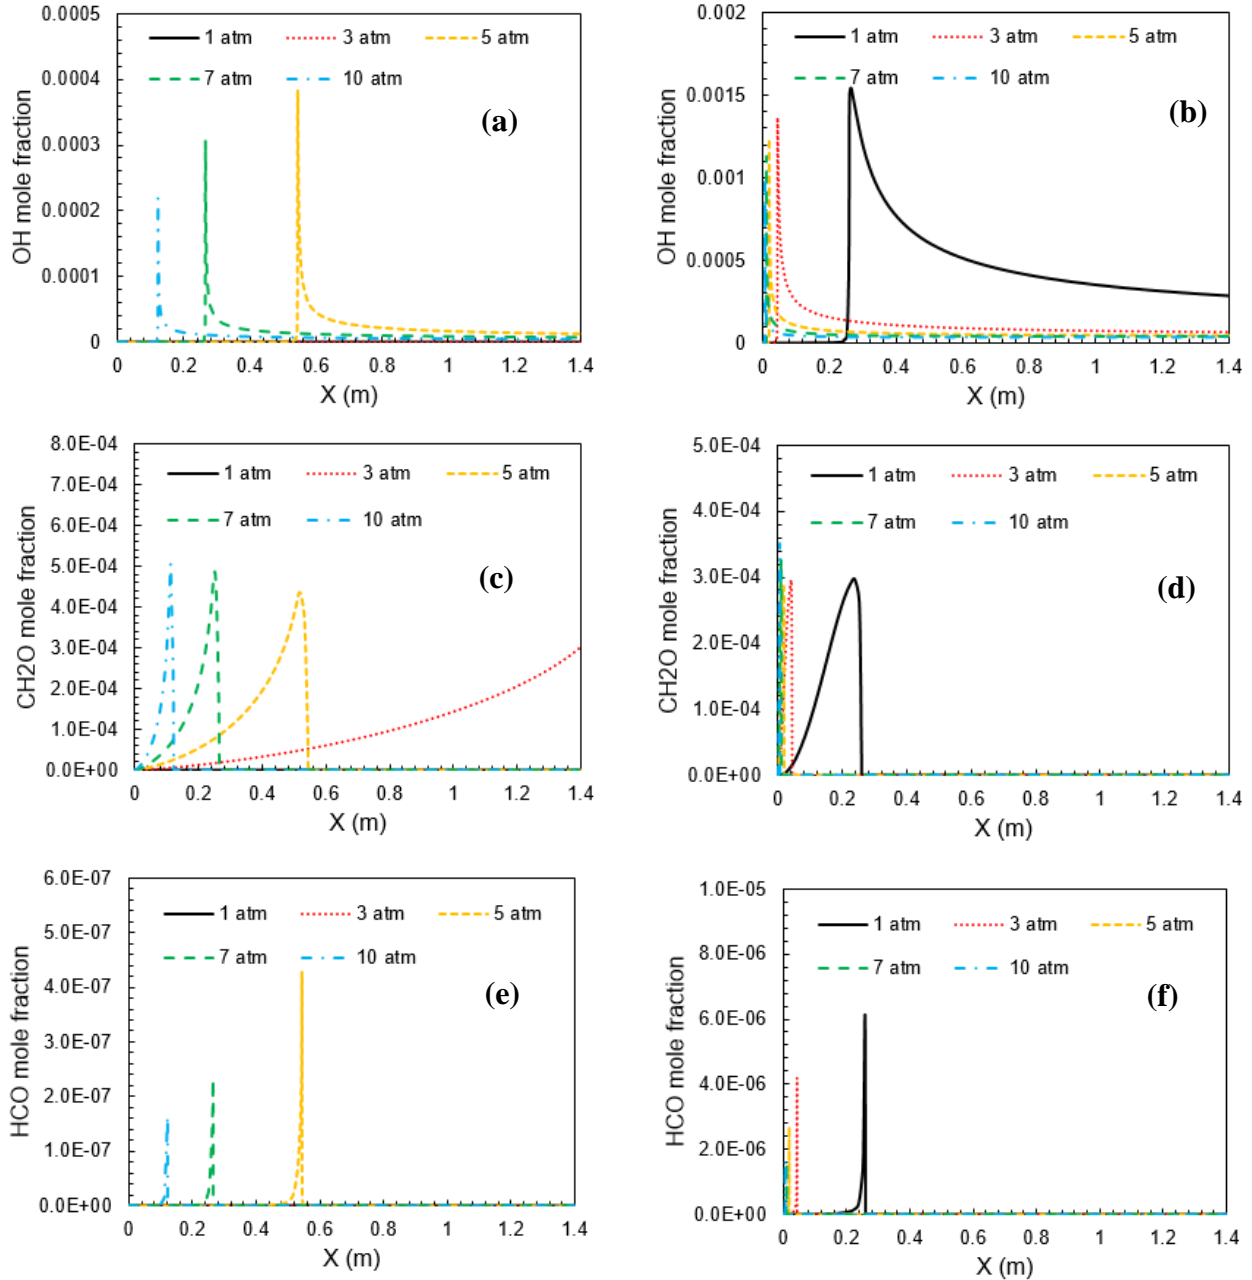 0.0005
1 atm
3 atm
5 atm
7 atm
10 atm
0.0004
0.0003
0.0002
0.0001
0
OH mole fraction
(a)
0 0.2 0.4 0.6 0.8 1 1.2 1.4
X (m)
0.002
1 atm
3 atm
5 atm
7 atm
10 atm
0.0015
0.001
0.0005
0
OH mole fraction
(b)
0 0.2 0.4 0.6 0.8 1 1.2 1.4
X (m)
8.0E-04
1 atm
3 atm
5 atm
7 atm
10 atm
7.0E-04
6.0E-04
5.0E-04
4.0E-04
3.0E-04
2.0E-04
1.0E-04
0.0E+00
CH2O mole fraction
(c)
0 0.2 0.4 0.6 0.8 1 1.2 1.4
X (m)
5.0E-04
1 atm
3 atm
5 atm
7 atm
10 atm
4.0E-04
3.0E-04
2.0E-04
1.0E-04
0.0E+00
CH2O mole fraction
(d)
0 0.2 0.4 0.6 0.8 1 1.2 1.4
X (m)
6.0E-07
1 atm
3 atm
5 atm
7 atm
10 atm
5.0E-07
4.0E-07
3.0E-07
2.0E-07
1.0E-07
0.0E+00
HCO mole fraction
(e)
0 0.2 0.4 0.6 0.8 1 1.2 1.4
X (m)
1.0E-05
1 atm
3 atm
5 atm
7 atm
10 atm
8.0E-06
6.0E-06
4.0E-06
2.0E-06
0.0E+00
HCO mole fraction
(f)
0 0.2 0.4 0.6 0.8 1 1.2 1.4
X (m)